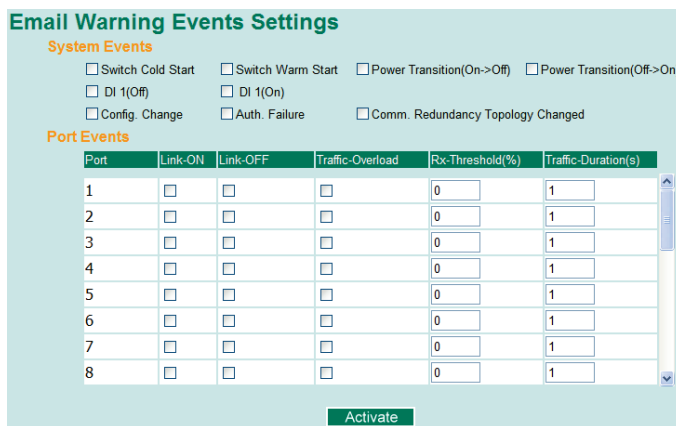 Email Warning Events Settings
System Events
Switch Cold Start Switch Warm Start Power Transition(On->Off) Power Transition(Off->On
DI 1(Off) DI 1(On)
Config. Change Auth. Failure Comm. Redundancy Topology Changed
Port Events
Port Link-ON Link-OFF Traffic-Overload Rx-Threshold(%) Traffic-Duration(s)
1 0 1
2 0 1
3 0 1
4 0 1
5 0 1
6 0 1
7 0 1
8 0 1
Activate